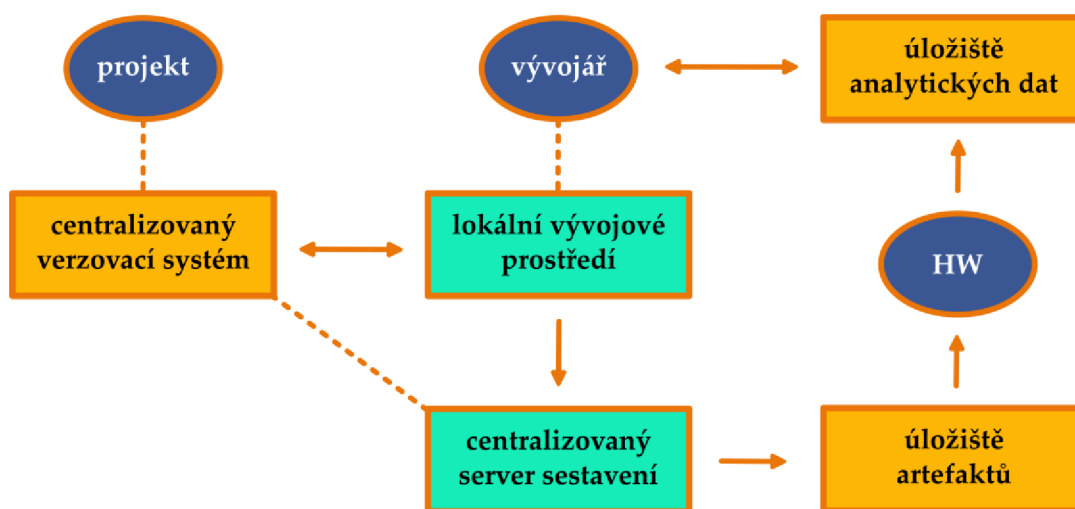 projekt
vývojář
úložiště
analytických dat
centralizovaný
verzovací systém
lokální vývojové
prostředí
HW
centralizovaný
server sestavení
úložiště
artefaktů